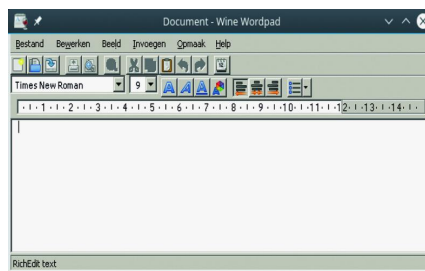 Document - Wine Wordpad
Bestand Bewerken Beeld Invoegen Opmaak Help
Times New Roman 9
1 2 3 4 5 6 7 8 9 10 11 12 13 14
RichEdit text